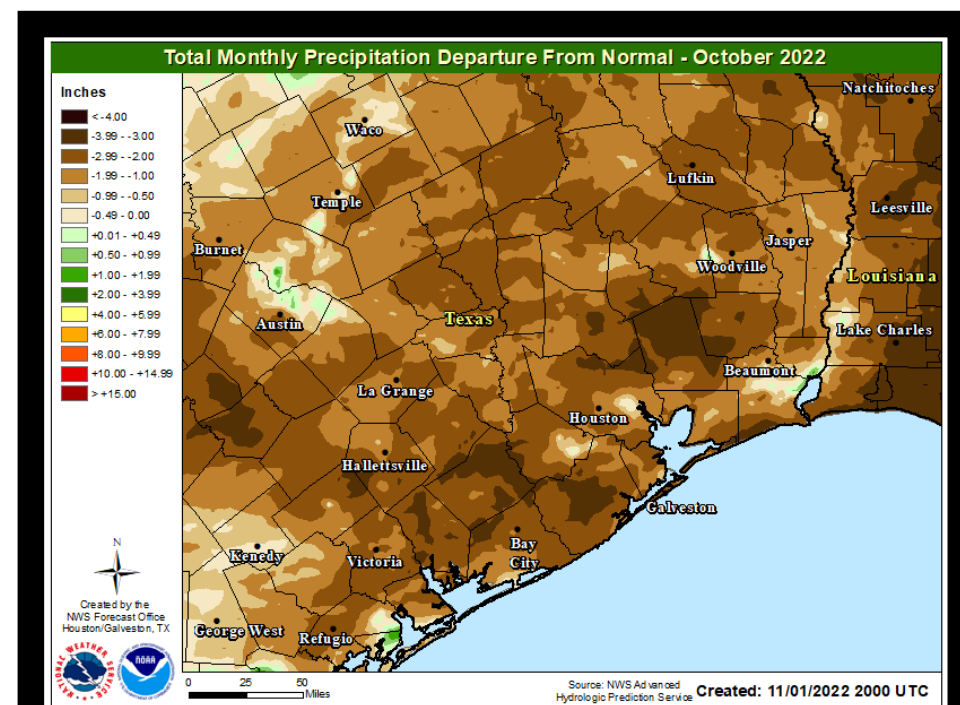 Total Monthly Precipitation Departure From Normal - October 2022
Inches
< -4.00
-3.99 - -3.00
-2.99 - -2.00
-1.99 - -1.00
-0.99 - -0.50
-0.49 - 0.00
+0.01 - +0.49
+0.50 - +0.99
+1.00 - +1.99
+2.00 - +3.99
+4.00 - +5.99
+6.00 - +7.99
+8.00 - +9.99
+10.00 - +14.99
> +15.00
Natchitoches
Waco
Lufkin
Temple
Leesville
Burnet
Jasper
Woodville
Louisiana
Austin
Texas
Lake Charles
Beaumont
La Grange
Houston
Hallettsville
Galveston
Kenedy
Victoria
Bay
City
George West
Refugio
N
Created by the
NWS Forecast Office
Houston/Galveston, TX
NATIONAL WEATHER SERVICE
NOAA
0 25 50
Miles
Source: NWS Advanced
Hydrologic Prediction Service
Created: 11/01/2022 2000 UTC